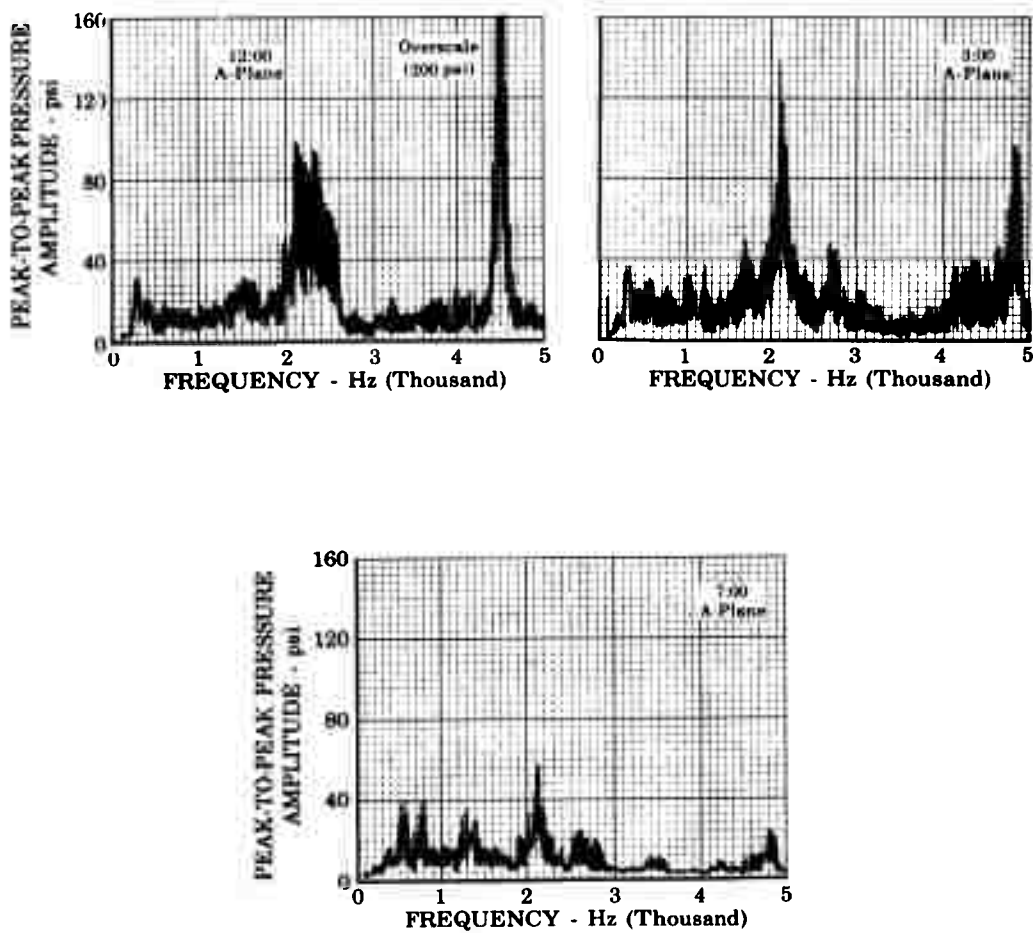 PEAK-TO-PEAK PRESSURE
AMPLITUDE - psi
160
120
80
40
0
12:00
A-Plane
Overscale
(200 psi)
0 1 2 3 4 5
FREQUENCY - Hz (Thousand)
3:00
A-Plane
0 1 2 3 4 5
FREQUENCY - Hz (Thousand)
PEAK-TO-PEAK PRESSURE
AMPLITUDE - psi
160
120
80
40
0
7:00
A-Plane
0 1 2 3 4 5
FREQUENCY - Hz (Thousand)